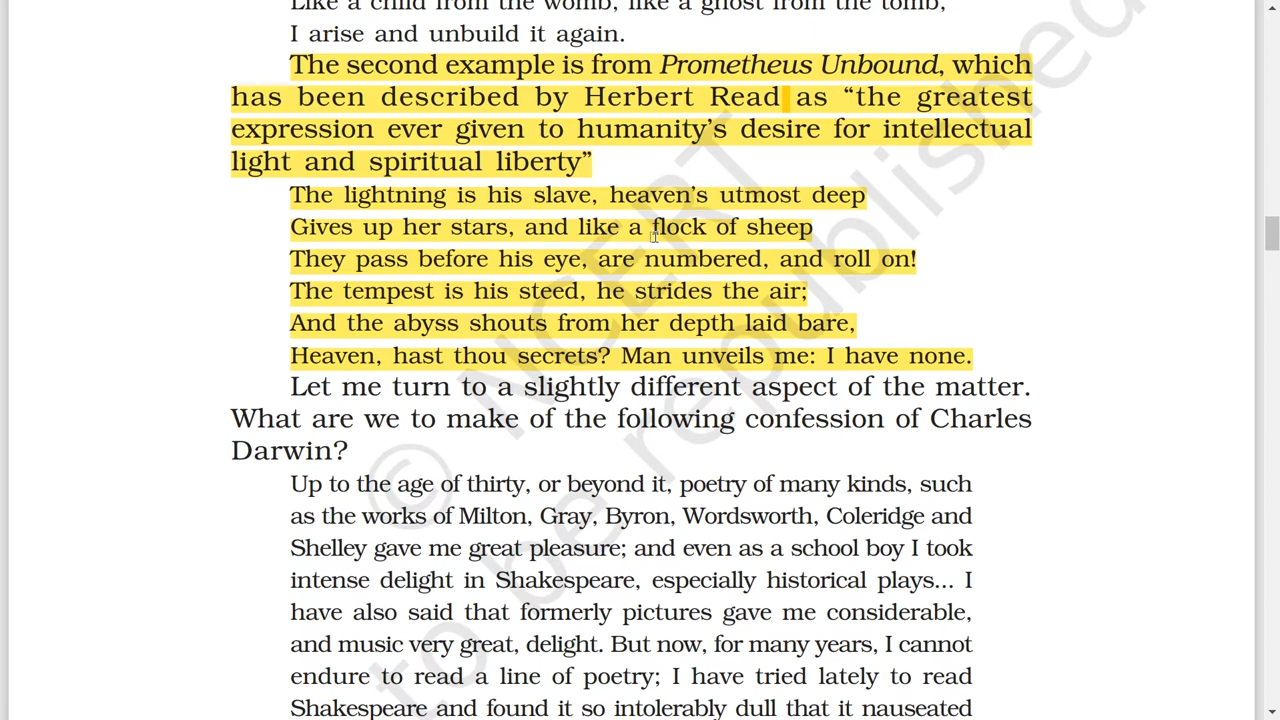 Like a child from the womb, like a ghost from the tomb,
I arise and unbuild it again.
The second example is from Prometheus Unbound, which
has been described by Herbert Read as “the greatest
expression ever given to humanity’s desire for intellectual
light and spiritual liberty”
The lightning is his slave, heaven’s utmost deep
Gives up her stars, and like a flock of sheep
They pass before his eye, are numbered, and roll on!
The tempest is his steed, he strides the air;
And the abyss shouts from her depth laid bare,
Heaven, hast thou secrets? Man unveils me: I have none.
Let me turn to a slightly different aspect of the matter.
What are we to make of the following confession of Charles
Darwin?
Up to the age of thirty, or beyond it, poetry of many kinds, such
as the works of Milton, Gray, Byron, Wordsworth, Coleridge and
Shelley gave me great pleasure; and even as a school boy I took
intense delight in Shakespeare, especially historical plays... I
have also said that formerly pictures gave me considerable,
and music very great, delight. But now, for many years, I cannot
endure to read a line of poetry; I have tried lately to read
Shakespeare and found it so intolerably dull that it nauseated
© NCERT
to be republished